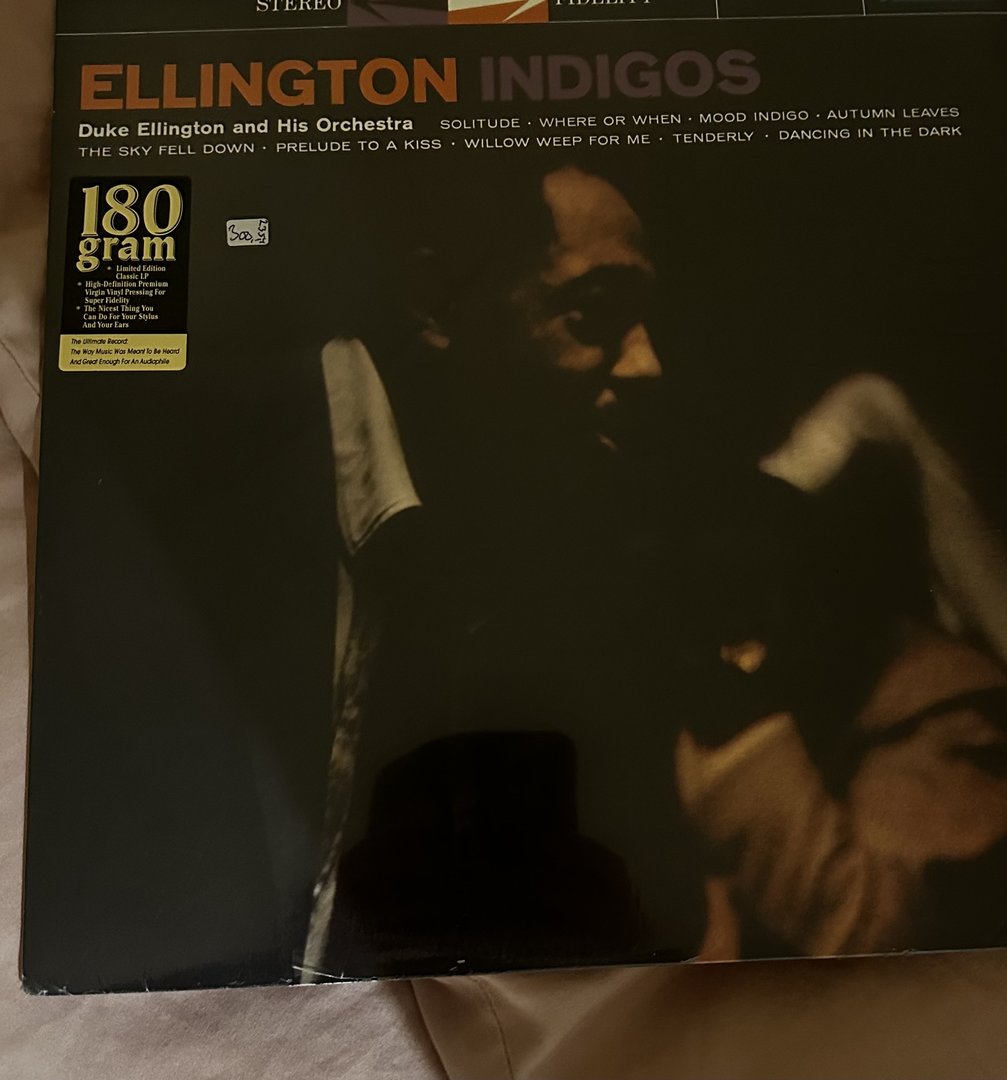 STEREO FIDELITY
ELLINGTON INDIGOS
Duke Ellington and His Orchestra SOLITUDE · WHERE OR WHEN · MOOD INDIGO · AUTUMN LEAVES
THE SKY FELL DOWN · PRELUDE TO A KISS · WILLOW WEEP FOR ME · TENDERLY · DANCING IN THE DARK
180
gram
* Limited Edition
Classic LP
* High-Definition Premium
Virgin Vinyl Pressing For
Super Fidelity
* The Nicest Thing You
Can Do For Your Stylus
And Your Ears
The Ultimate Record:
The Way Music Was Meant To Be Heard
And Great Enough For An Audiophile
300,-